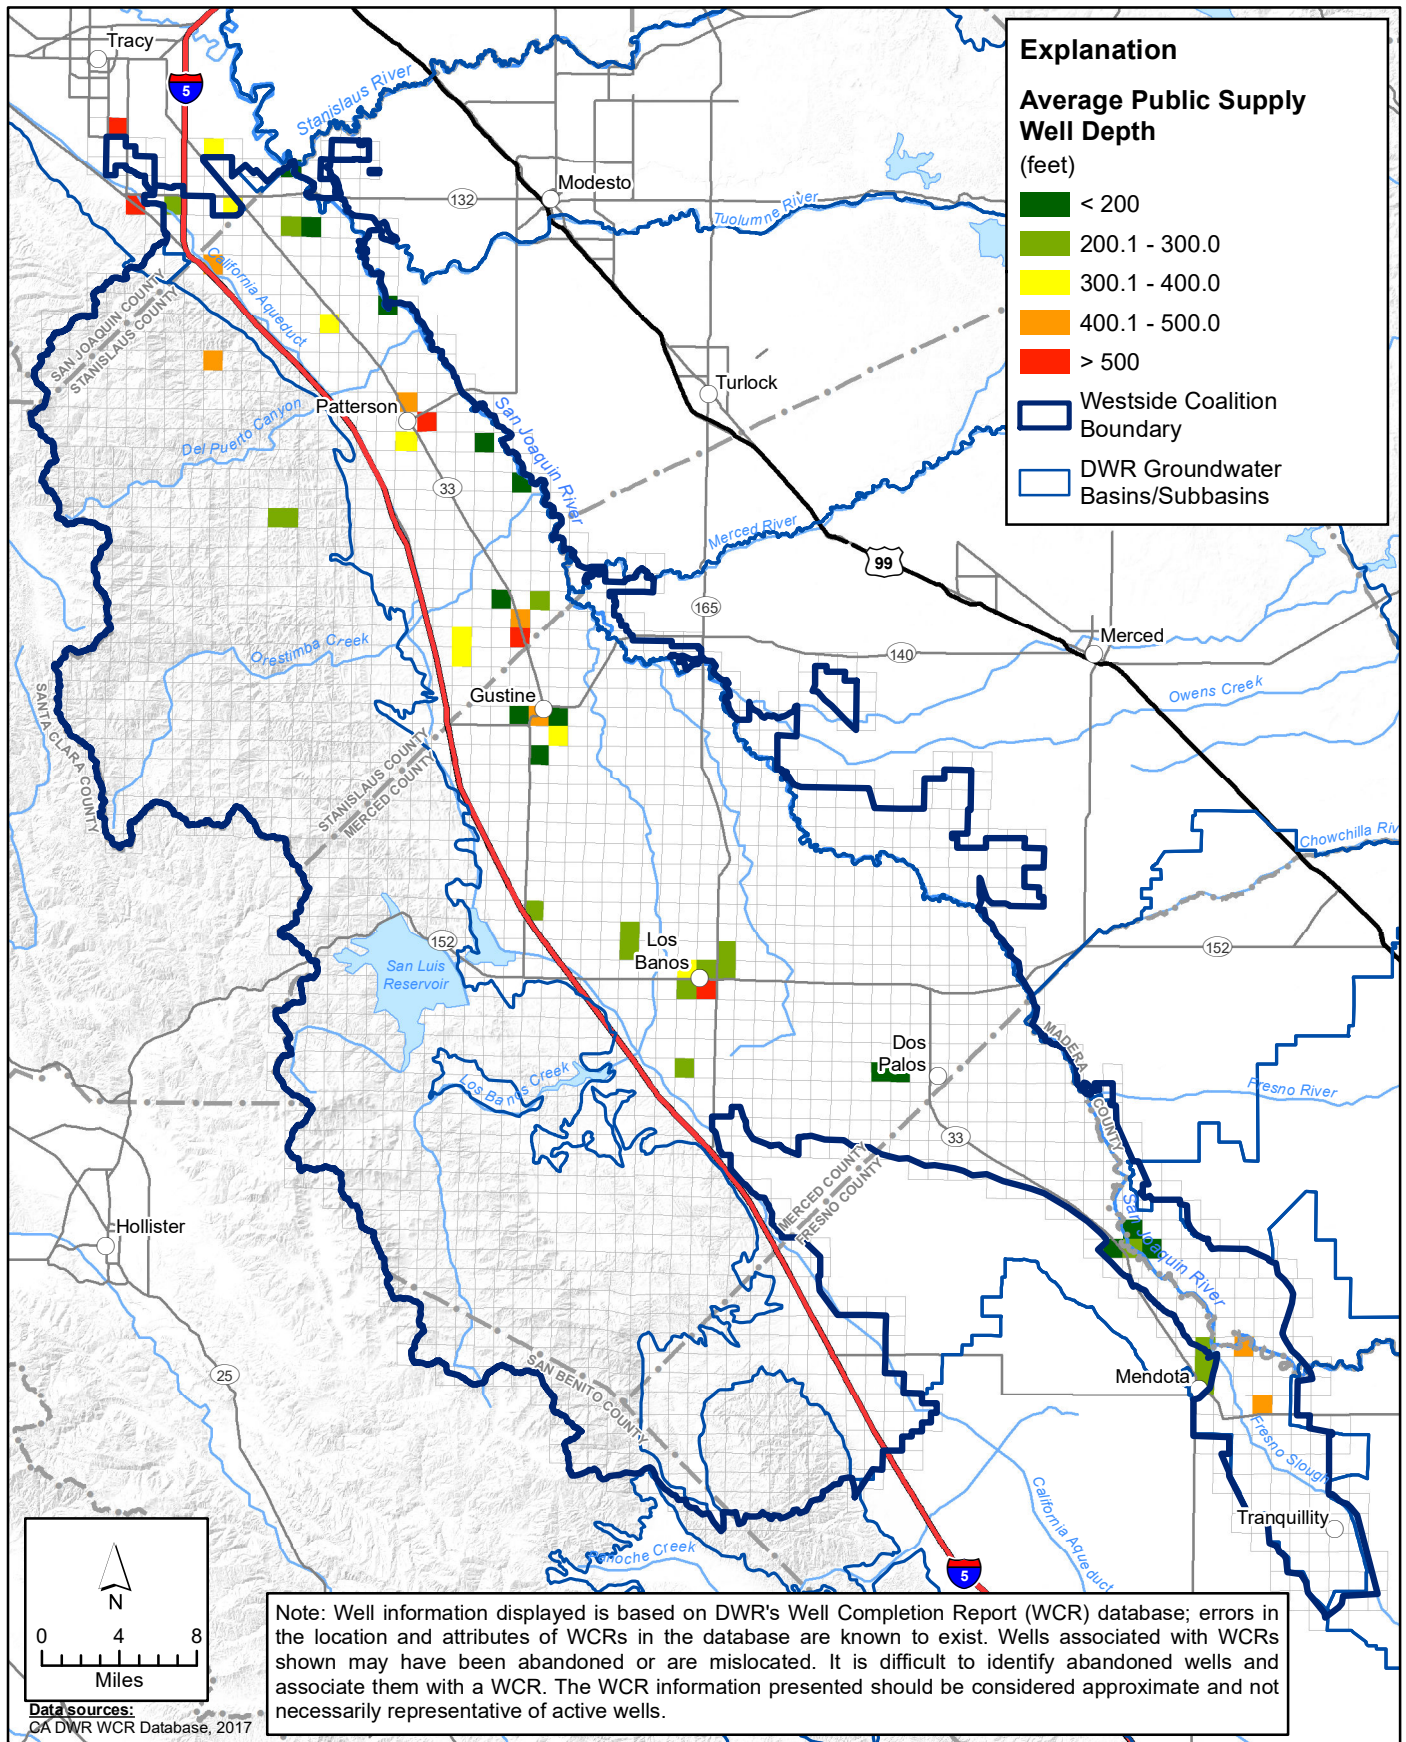 Tracy
5
Stanislaus River
132
Modesto
Tuolumne River
Explanation
Average Public Supply
Well Depth
(feet)
< 200
200.1 - 300.0
300.1 - 400.0
400.1 - 500.0
> 500
Westside Coalition
Boundary
DWR Groundwater
Basins/Subbasins
California Aqueduct
SAN JOAQUIN COUNTY
STANISLAUS COUNTY
Turlock
Patterson
Del Puerto Canyon
San Joaquin River
33
Merced River
99
165
Merced
140
Orestimba Creek
Owens Creek
Gustine
SANTA CLARA COUNTY
STANISLAUS COUNTY
MERCED COUNTY
Chowchilla Riv
152
San Luis
Reservoir
Los
Banos
152
MADERA COUNTY
Dos
Palos
Los Banos Creek
Fresno River
33
MERCED COUNTY
FRESNO COUNTY
Hollister
San Joaquin River
SAN BENITO COUNTY
25
Mendota
Fresno Slough
California Aqueduct
Tranquillity
Panoche Creek
5
N
0 4 8
Miles
Data sources:
CA DWR WCR Database, 2017
Note: Well information displayed is based on DWR's Well Completion Report (WCR) database; errors in
the location and attributes of WCRs in the database are known to exist. Wells associated with WCRs
shown may have been abandoned or are mislocated. It is difficult to identify abandoned wells and
associate them with a WCR. The WCR information presented should be considered approximate and not
necessarily representative of active wells.